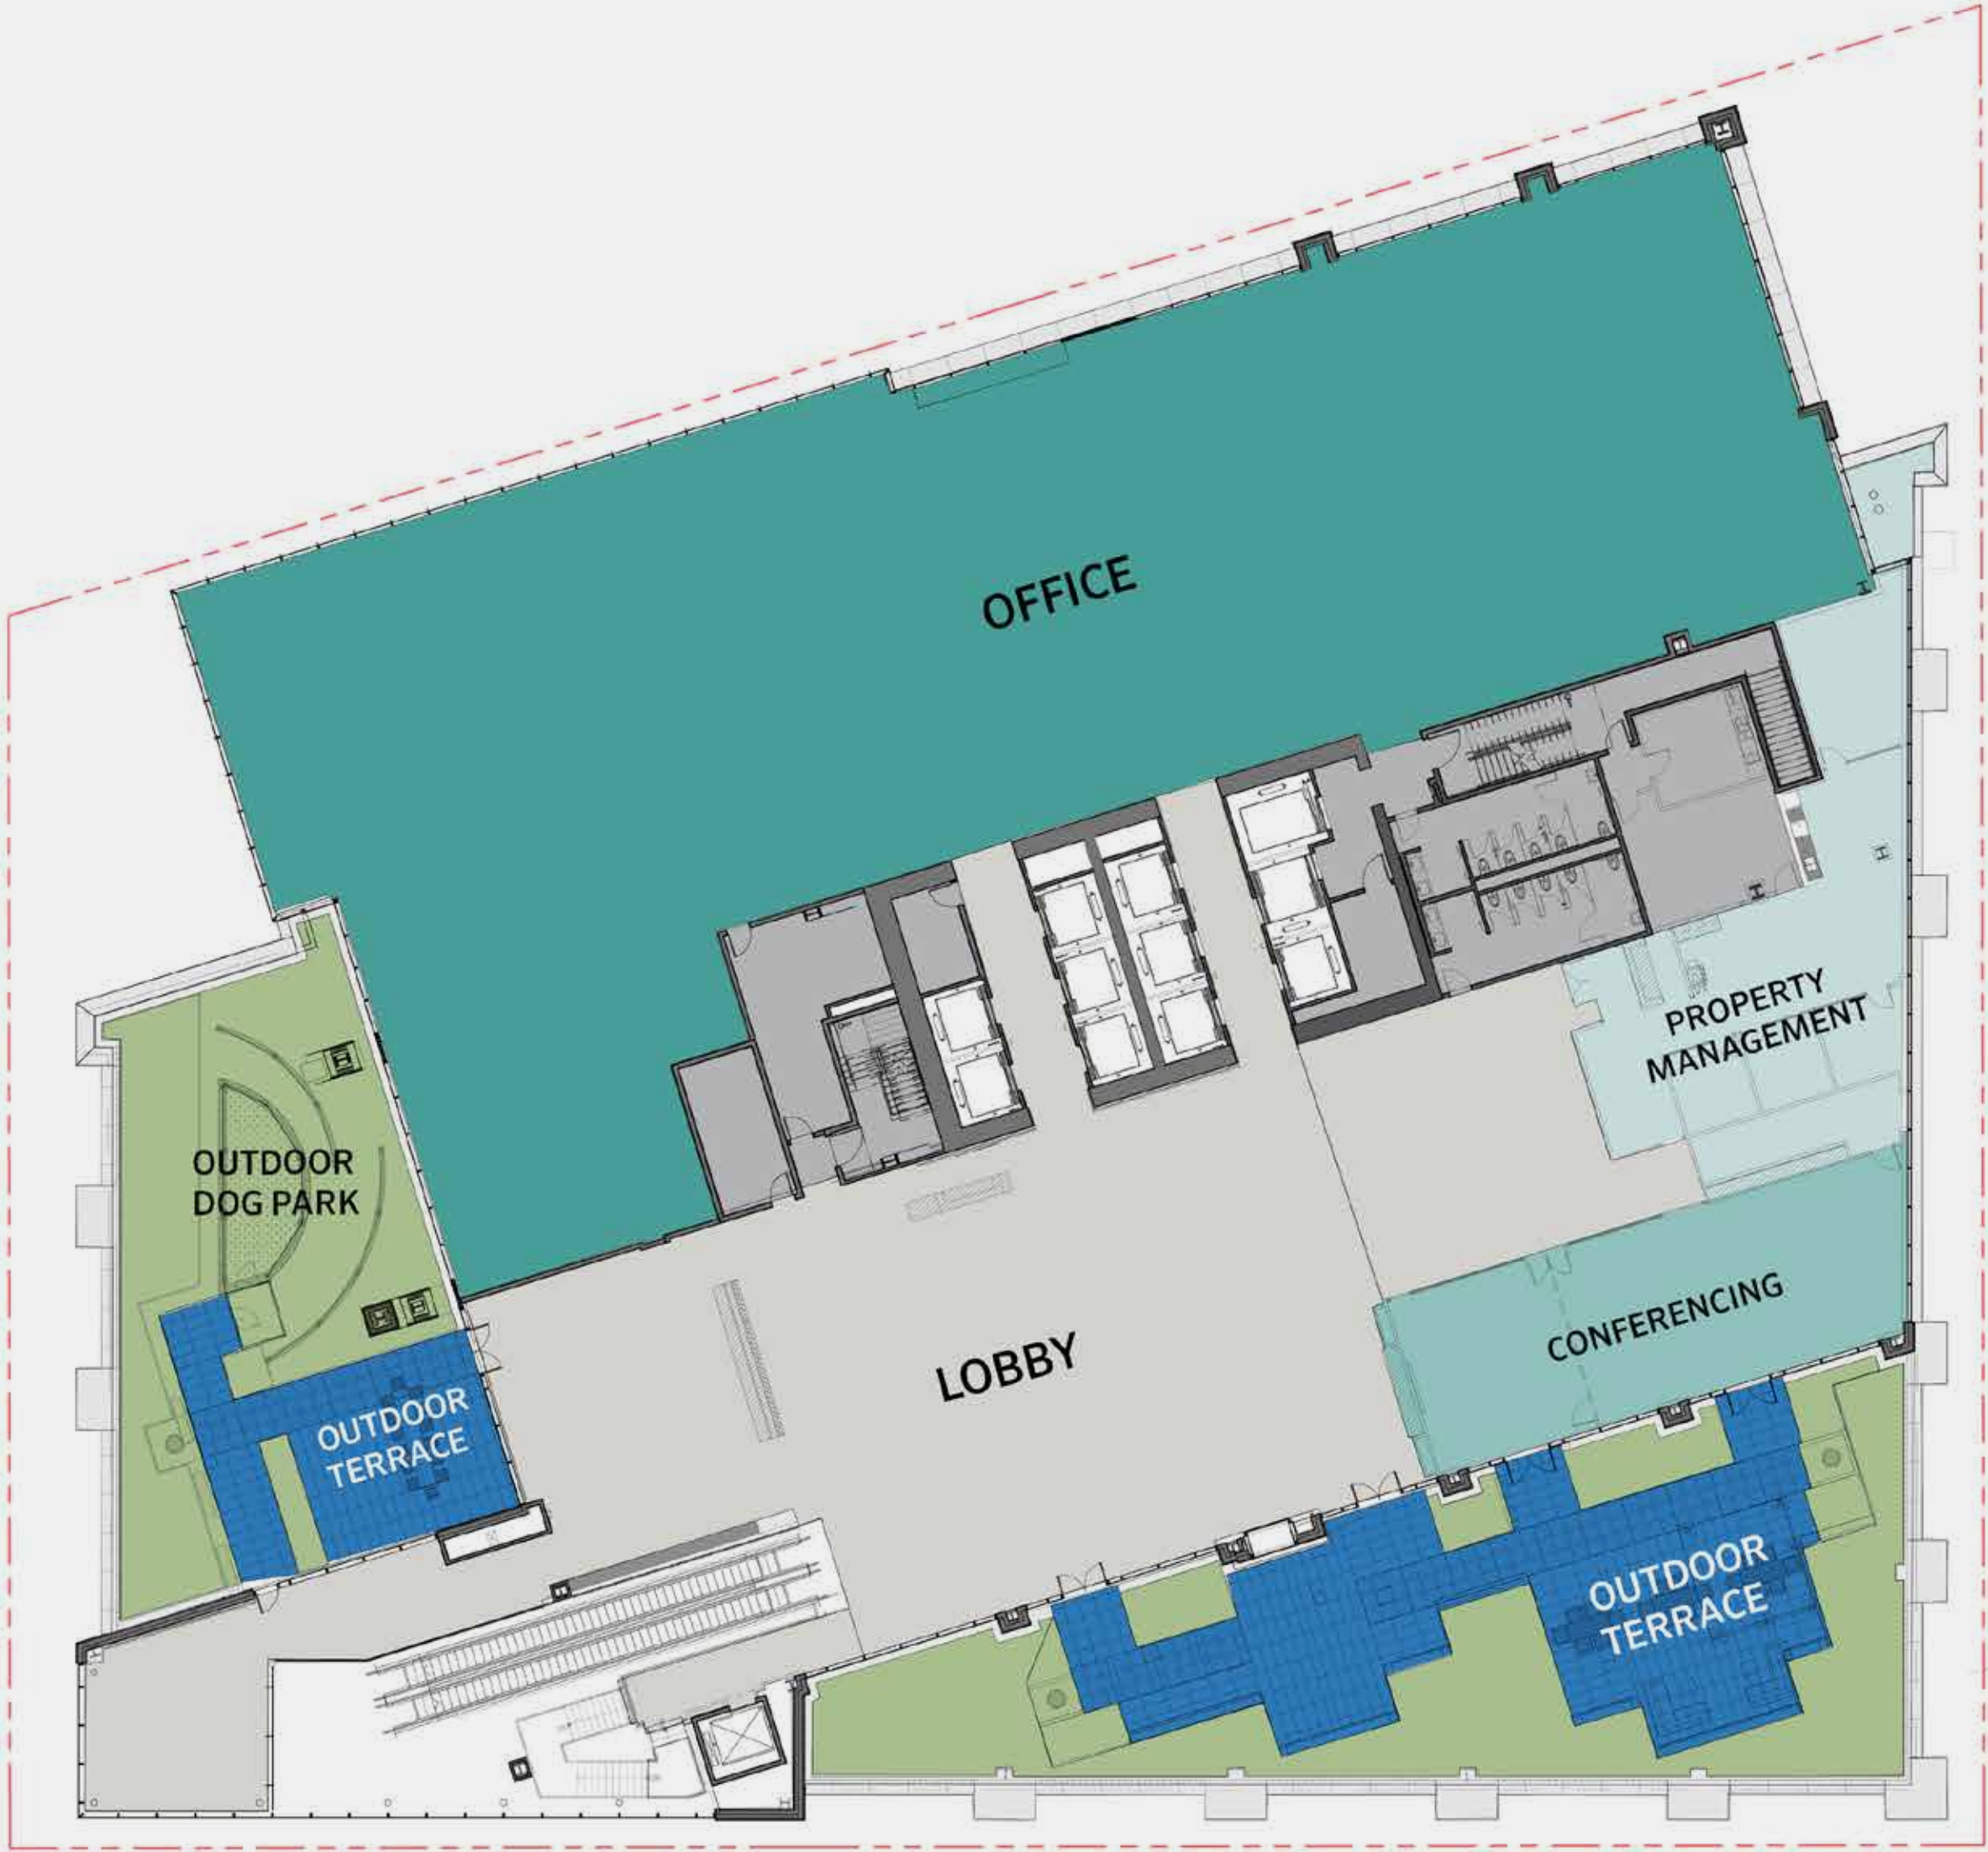 OFFICE
PROPERTY
MANAGEMENT
OUTDOOR
DOG PARK
CONFERENCING
LOBBY
OUTDOOR
TERRACE
OUTDOOR
TERRACE